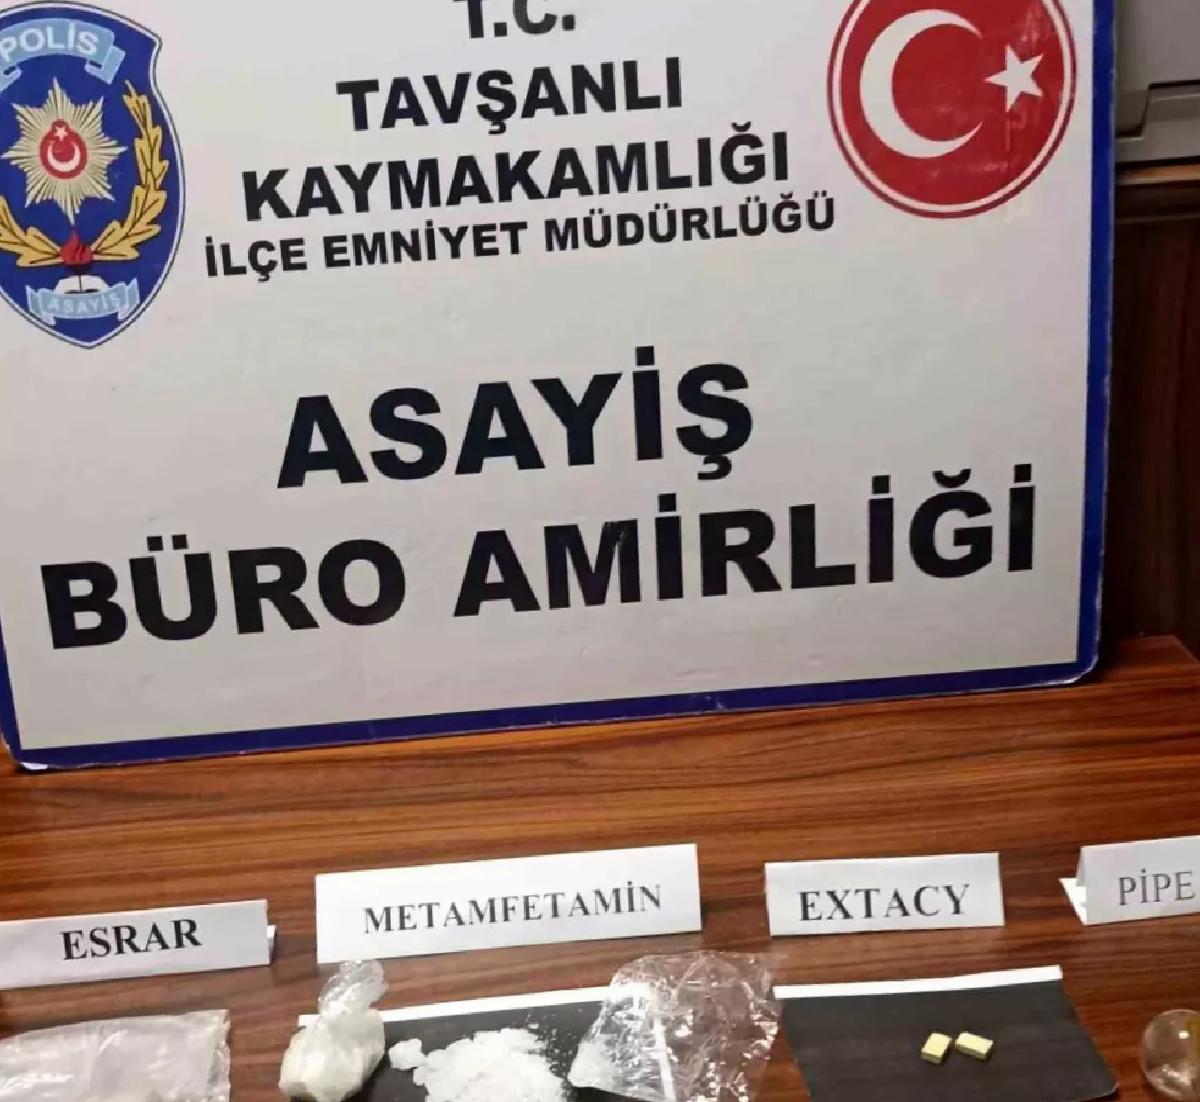 POLİS
T.C.
TAVŞANLI
KAYMAKAMLIĞI
İLÇE EMNİYET MÜDÜRLÜĞÜ
ASAYİŞ
ASAYİŞ
BÜRO AMİRLİĞİ
ESRAR
METAMFETAMİN
EXTACY
PİPE